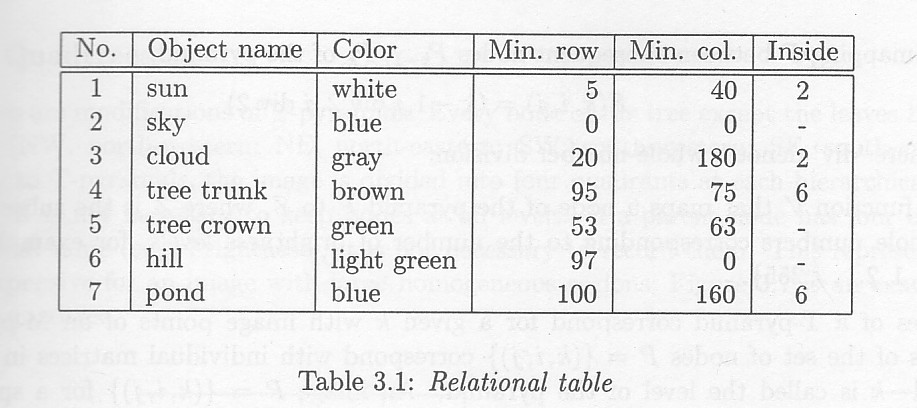 No. Object name Color Min. row Min. col. Inside
1 sun white 5 40 2
2 sky blue 0 0 -
3 cloud gray 20 180 2
4 tree trunk brown 95 75 6
5 tree crown green 53 63 -
6 hill light green 97 0 -
7 pond blue 100 160 6
Table 3.1: Relational table